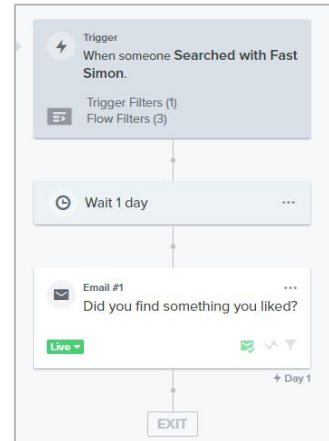 Trigger
When someone Searched with Fast
Simon.
Trigger Filters (1)
Flow Filters (3)
Wait 1 day
Email #1
Did you find something you liked?
Live
Day 1
EXIT